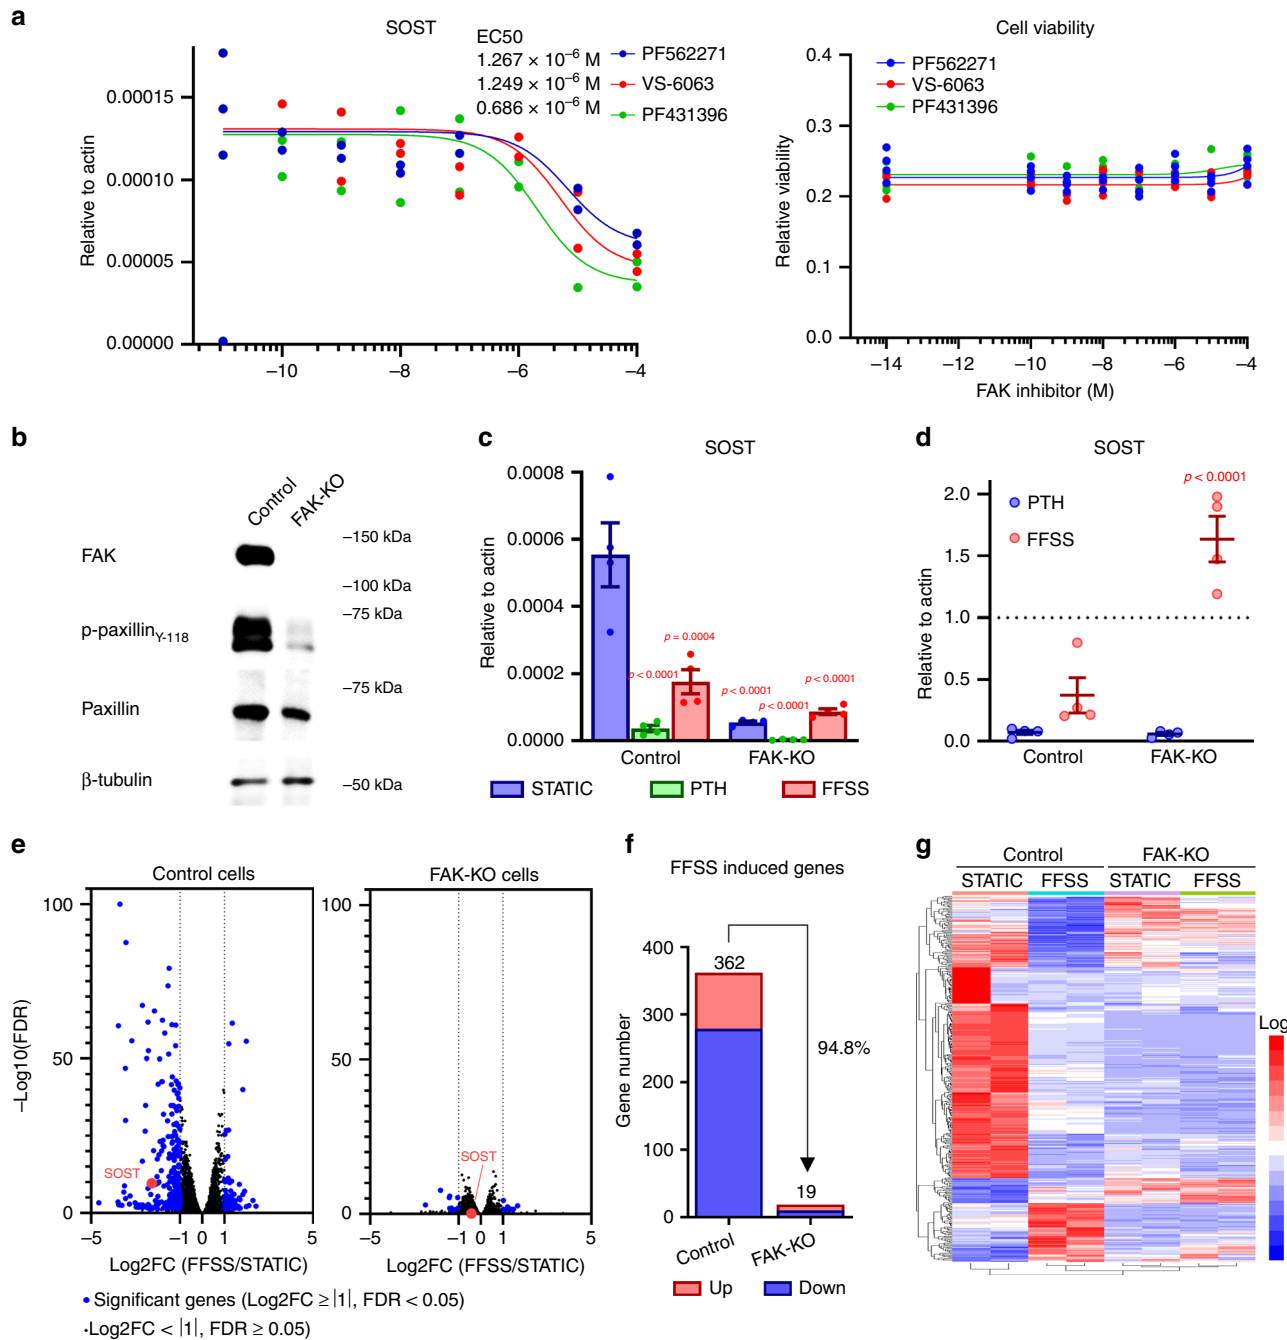 a
SOST
EC50
1.267 × 10⁻⁶ M
1.249 × 10⁻⁶ M
0.686 × 10⁻⁶ M
PF562271
VS-6063
PF431396
Relative to actin
0.00015
0.00010
0.00005
0.00000
−10
−8
−6
−4
Cell viability
PF562271
VS-6063
PF431396
Relative viability
0.4
0.3
0.2
0.1
0.0
−14
−12
−10
−8
−6
−4
FAK inhibitor (M)
b
Control
FAK-KO
FAK
p-paxillin Y-118
Paxillin
β-tubulin
–150 kDa
–100 kDa
–75 kDa
–75 kDa
–50 kDa
c
SOST
Relative to actin
0.0008
0.0006
0.0004
0.0002
0.0000
p < 0.0001
p = 0.0004
p < 0.0001
p < 0.0001
p < 0.0001
Control
FAK-KO
STATIC
PTH
FFSS
d
SOST
p < 0.0001
PTH
FFSS
Relative to actin
2.0
1.5
1.0
0.5
0.0
Control
FAK-KO
e
Control cells
FAK-KO cells
−Log10(FDR)
100
50
0
SOST
−5
−1
0
1
5
Log2FC (FFSS/STATIC)
100
50
0
SOST
−5
−1
0
1
5
Log2FC (FFSS/STATIC)
Significant genes (Log2FC ≥ |1|, FDR < 0.05)
Log2FC < |1|, FDR ≥ 0.05)
f
FFSS induced genes
Gene number
400
300
200
100
0
362
19
94.8%
Control
FAK-KO
Up
Down
g
Control
FAK-KO
STATIC
FFSS
STATIC
FFSS
Log